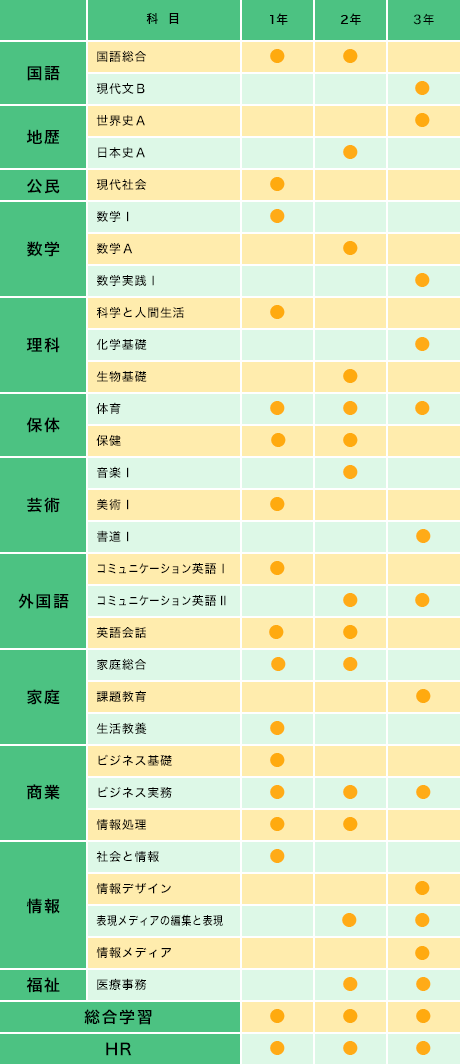 科 目 1年 2年 3年
国語
国語総合
現代文B
地歴
世界史A
日本史A
公民
現代社会
数学
数学Ⅰ
数学A
数学実践Ⅰ
理科
科学と人間生活
化学基礎
生物基礎
保体
体育
保健
芸術
音楽Ⅰ
美術Ⅰ
書道Ⅰ
外国語
コミュニケーション英語Ⅰ
コミュニケーション英語Ⅱ
英語会話
家庭
家庭総合
課題教育
生活教養
商業
ビジネス基礎
ビジネス実務
情報処理
情報
社会と情報
情報デザイン
表現メディアの編集と表現
情報メディア
福祉
医療事務
総合学習
HR